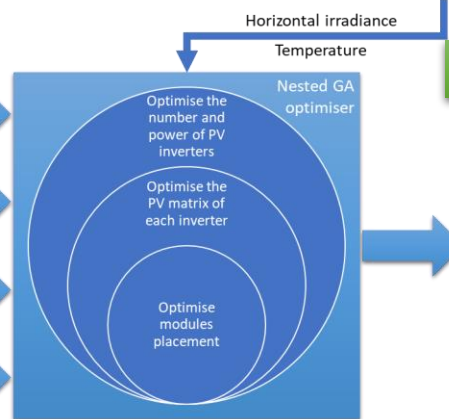 Horizontal irradiance
Temperature
Nested GA
optimiser
Optimise the
number and
power of PV
inverters
Optimise the
PV matrix of
each inverter
Optimise
modules
placement